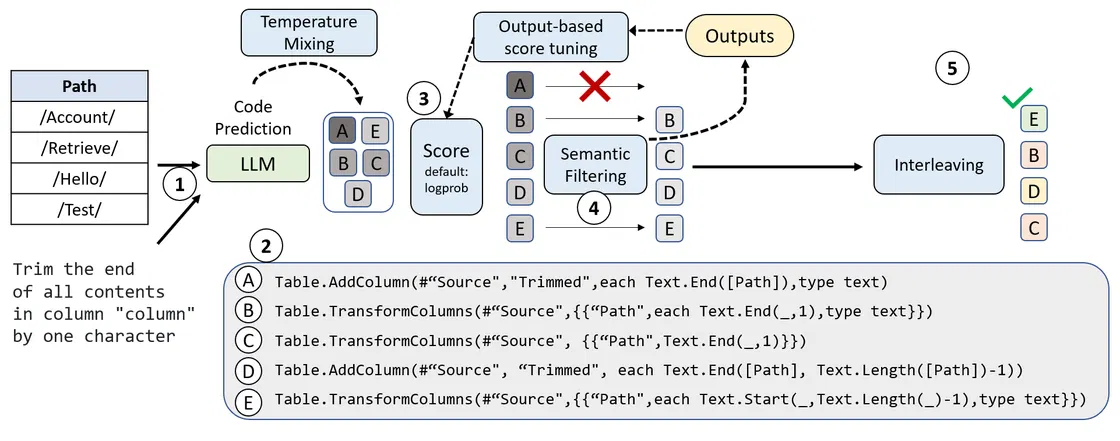 Path
/Account/
/Retrieve/
/Hello/
/Test/
1
Trim the end
of all contents
in column "column"
by one character
Temperature
Mixing
Code
Prediction
LLM
A E
B C
D
3
Score
default:
logprob
Output-based
score tuning
Outputs
A
B
C
D
E
Semantic
Filtering
4
B
C
D
E
Interleaving
5
E
B
D
C
2
A Table.AddColumn(#“Source","Trimmed",each Text.End([Path]),type text)
B Table.TransformColumns(#“Source",{{“Path",each Text.End(_,1),type text}})
C Table.TransformColumns(#“Source", {{“Path",Text.End(_,1)}})
D Table.AddColumn(#“Source", “Trimmed", each Text.End([Path], Text.Length([Path])-1))
E Table.TransformColumns(#“Source",{{“Path",each Text.Start(_,Text.Length(_)-1),type text}})